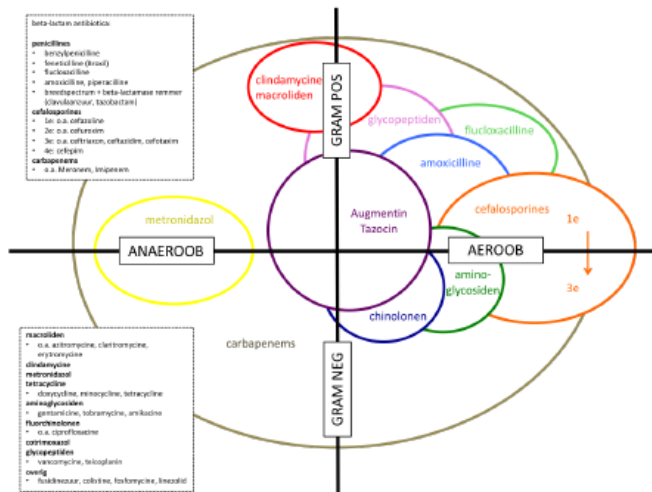 beta-lactam antibiotica:
penicillines
• benzylpenicilline
• feneticilline (Broxil)
• flucloxacilline
• amoxicilline, piperacilline
• breedspectrum + beta-lactamase remmer
(clavulaanzuur, tazobactam)
cefalosporines
• 1e: o.a. cefazoline
• 2e: o.a. cefuroxim
• 3e: o.a. ceftriaxon, ceftazidim, cefotaxim
• 4e: cefepim
carbapenems
• o.a. Meronem, Imipenem
clindamycine
macroliden
GRAM POS
glycopeptiden
flucloxacilline
amoxicilline
metronidazol
Augmentin
Tazocin
cefalosporines
1e
ANAEROOB
AEROOB
amino-
glycosiden
3e
chinolonen
carbapenems
GRAM NEG
macroliden
• o.a. azitromycine, claritromycine,
erytromycine
clindamycine
metronidazol
tetracycline
• doxycycline, minocycline, tetracycline
aminoglycosiden
• gentamicine, tobramycine, amikacine
fluorchinolonen
• o.a. ciprofloxacine
cotrimoxazol
glycopeptiden
• vancomycine, teicoplanin
overig
• fusidinezuur, colistine, fosfomycine, linezolid